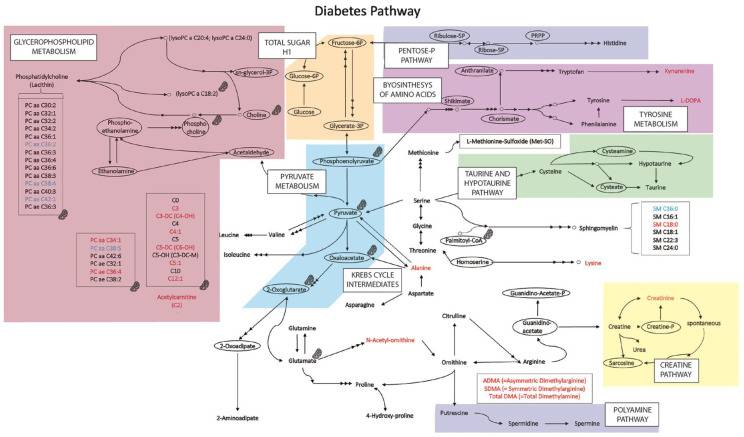 Diabetes Pathway
GLYCEROPHOSPHOLIPID
METABOLISM
(lysoPC a C20:4; lysoPC a C24:0)
sn-glycerol-3P
Phosphatidylcholine
(Lecithin)
(lysoPC a C18:2)
Choline
PC aa C30:2
PC aa C32:1
PC aa C32:2
PC aa C34:2
PC aa C34:4
PC aa C36:1
PC aa C36:3
PC aa C36:4
PC aa C36:6
PC aa C38:3
PC aa C38:4
PC aa C40:3
PC aa C42:1
PC ae C36:3
Phospho-
ethanolamine
Phospho
choline
Acetaldehyde
Ethanolamine
TOTAL SUGAR
H1
Fructose-6P
Glucose-6P
Glucose
Glycerate-3P
Phosphoenolyruvate
Ribulose-5P
Ribose-5P
PRPP
Histidine
PENTOSE-P
PATHWAY
BYOSINTHESYS
OF AMINO ACIDS
Anthranilate
Tryptofan
Kynurenine
Shikimate
Chorismate
Tyrosine
L-DOPA
Phenilalanine
TYROSINE
METABOLISM
L-Methionine-Sulfoxide (Met-SO)
Methionine
TAURINE AND
HYPOTAURINE
PATHWAY
Cysteamine
Cysteine
Hypotaurine
Cysteate
Taurine
PYRUVATE
METABOLISM
Pyruvate
Leucine
Valine
Isoleucine
Oxaloacetate
2-Oxoglutarate
KREBS CYCLE
INTERMEDIATES
Serine
Glycine
Threonine
Palmitoyl-CoA
Sphingomyelin
SM C16:0
SM C16:1
SM C18:0
SM C18:1
SM C22:3
SM C24:0
Homoserine
Lysine
Alanine
Aspartate
Asparagine
C0
C3
C3-DC (C4-OH)
C4
C4:1
C5
C5-DC (C6-OH)
C5-OH (C3-DC-M)
C5:1
C10
C12:1
Acetylcarnitine
(C2)
PC aa C34:1
PC aa C38:5
PC aa C42:6
PC ae C32:1
PC ae C36:4
PC ae C38:2
2-Oxoadipate
2-Aminoadipate
Glutamine
Glutamate
N-Acetyl-ornithine
Proline
4-Hydroxy-proline
Citrulline
Ornithine
Arginine
Guanidino-Acetate-P
Guanidino-
acetate
ADMA (=Asymmetric Dimethylarginine)
SDMA (= Symmetric Dimethylarginine)
Total DMA (=Total Dimethylamine)
Creatinine
Creatine
Creatine-P
spontaneous
Urea
Sarcosine
CREATINE
PATHWAY
Putrescine
Spermidine
Spermine
POLYAMINE
PATHWAY